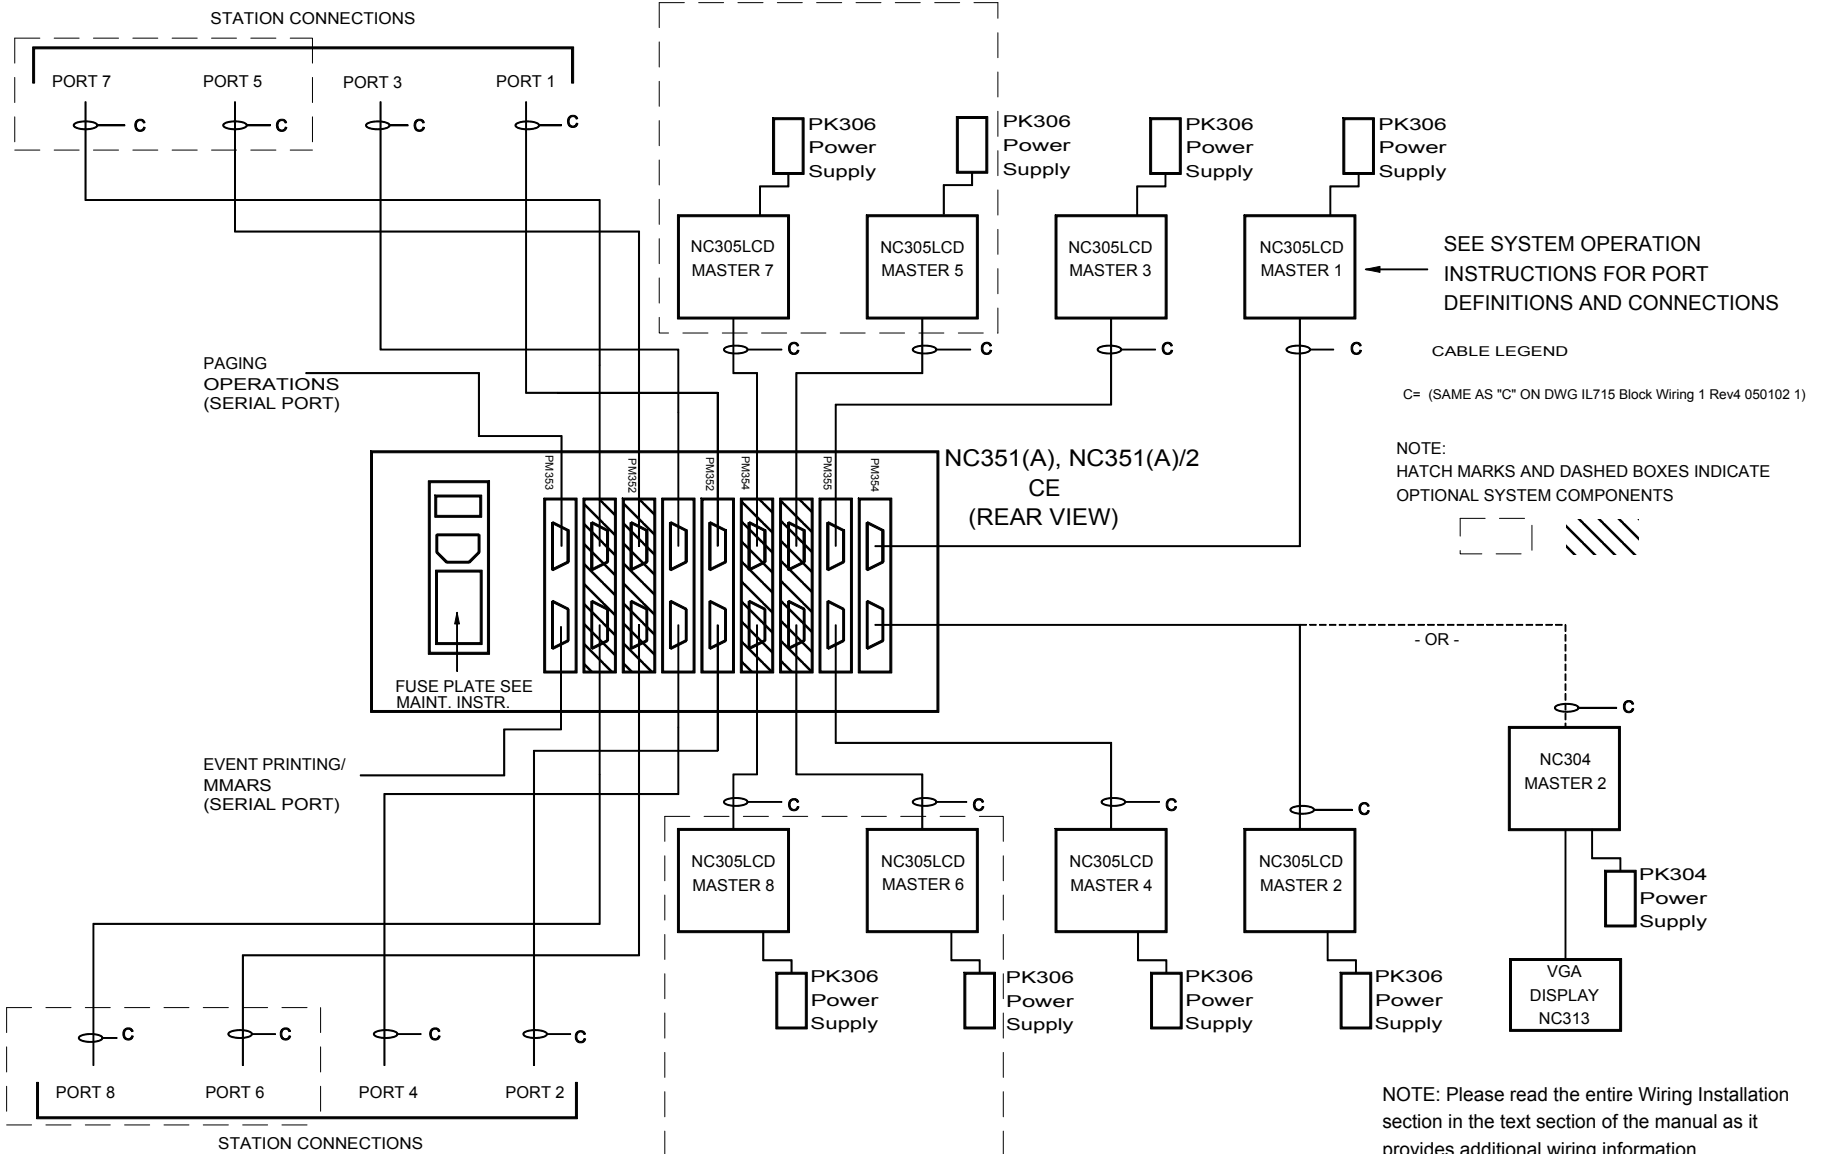 STATION CONNECTIONS
PORT 7
PORT 5
PORT 3
PORT 1
C
C
C
C
PK306
Power
Supply
PK306
Power
Supply
PK306
Power
Supply
PK306
Power
Supply
NC305LCD
MASTER 7
NC305LCD
MASTER 5
NC305LCD
MASTER 3
NC305LCD
MASTER 1
SEE SYSTEM OPERATION
INSTRUCTIONS FOR PORT
DEFINITIONS AND CONNECTIONS
C
C
C
C
CABLE LEGEND
C= (SAME AS "C" ON DWG IL715 Block Wiring 1 Rev4 050102 1)
PAGING
OPERATIONS
(SERIAL PORT)
NOTE:
HATCH MARKS AND DASHED BOXES INDICATE
OPTIONAL SYSTEM COMPONENTS
PM353
PM352
PM352
PM354
PM355
PM354
NC351(A), NC351(A)/2
CE
(REAR VIEW)
FUSE PLATE SEE
MAINT. INSTR.
- OR -
C
EVENT PRINTING/
MMARS
(SERIAL PORT)
NC304
MASTER 2
C
C
C
C
NC305LCD
MASTER 8
NC305LCD
MASTER 6
NC305LCD
MASTER 4
NC305LCD
MASTER 2
PK304
Power
Supply
PK306
Power
Supply
PK306
Power
Supply
PK306
Power
Supply
PK306
Power
Supply
VGA
DISPLAY
NC313
C
C
C
C
PORT 8
PORT 6
PORT 4
PORT 2
STATION CONNECTIONS
NOTE: Please read the entire Wiring Installation
section in the text section of the manual as it
provides additional wiring information